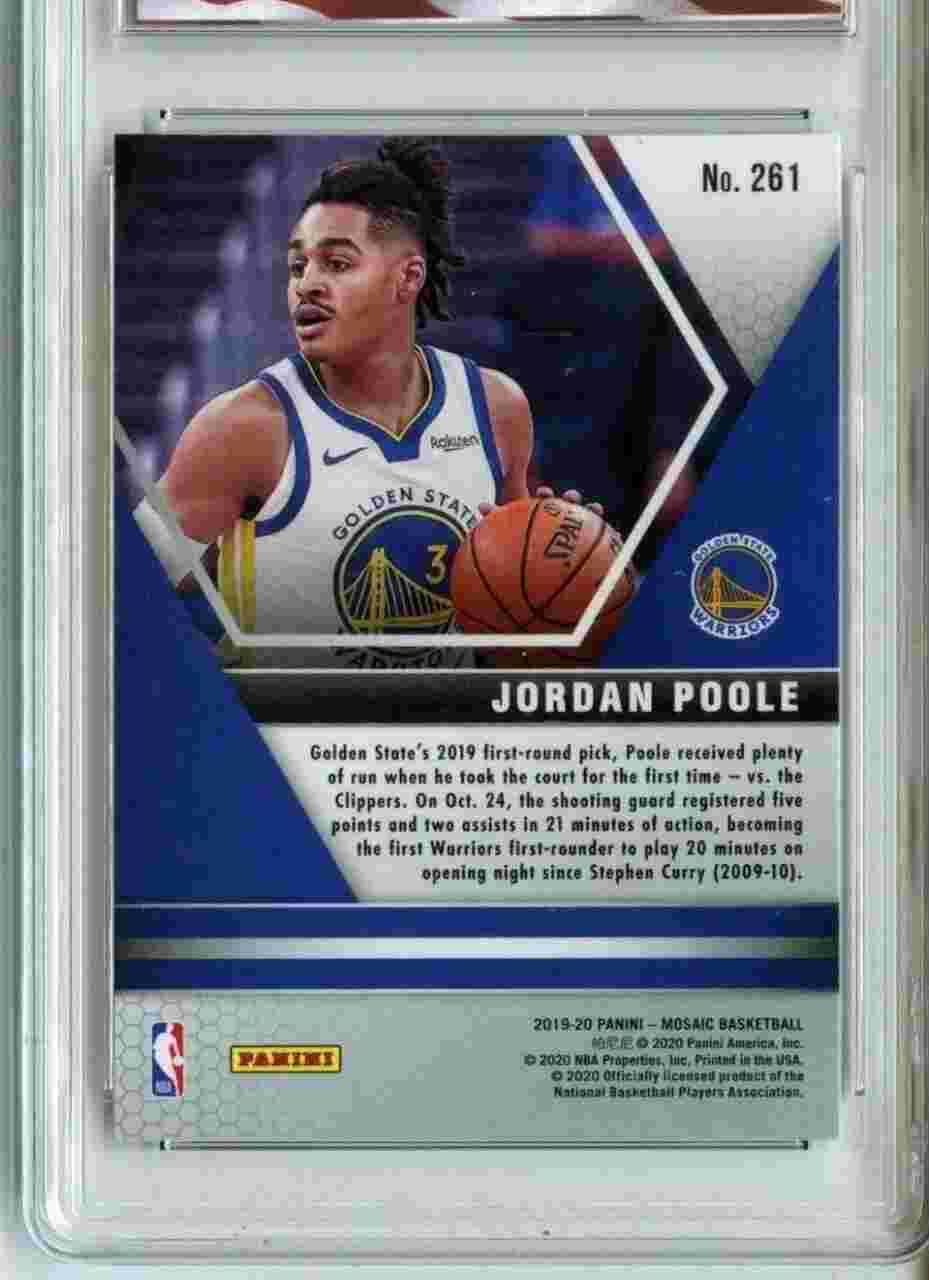 No. 261
Rakuten
GOLDEN STATE
3
SPAL
GOLDEN STATE
WARRIORS
JORDAN POOLE
Golden State's 2019 first-round pick, Poole received plenty
of run when he took the court for the first time – vs. the
Clippers. On Oct. 24, the shooting guard registered five
points and two assists in 21 minutes of action, becoming
the first Warriors first-rounder to play 20 minutes on
opening night since Stephen Curry (2009-10).
2019-20 PANINI – MOSAIC BASKETBALL
帕尼尼 © 2020 Panini America, Inc.
© 2020 NBA Properties, Inc. Printed in the USA.
© 2020 Officially licensed product of the
National Basketball Players Association.
NBA
PANINI